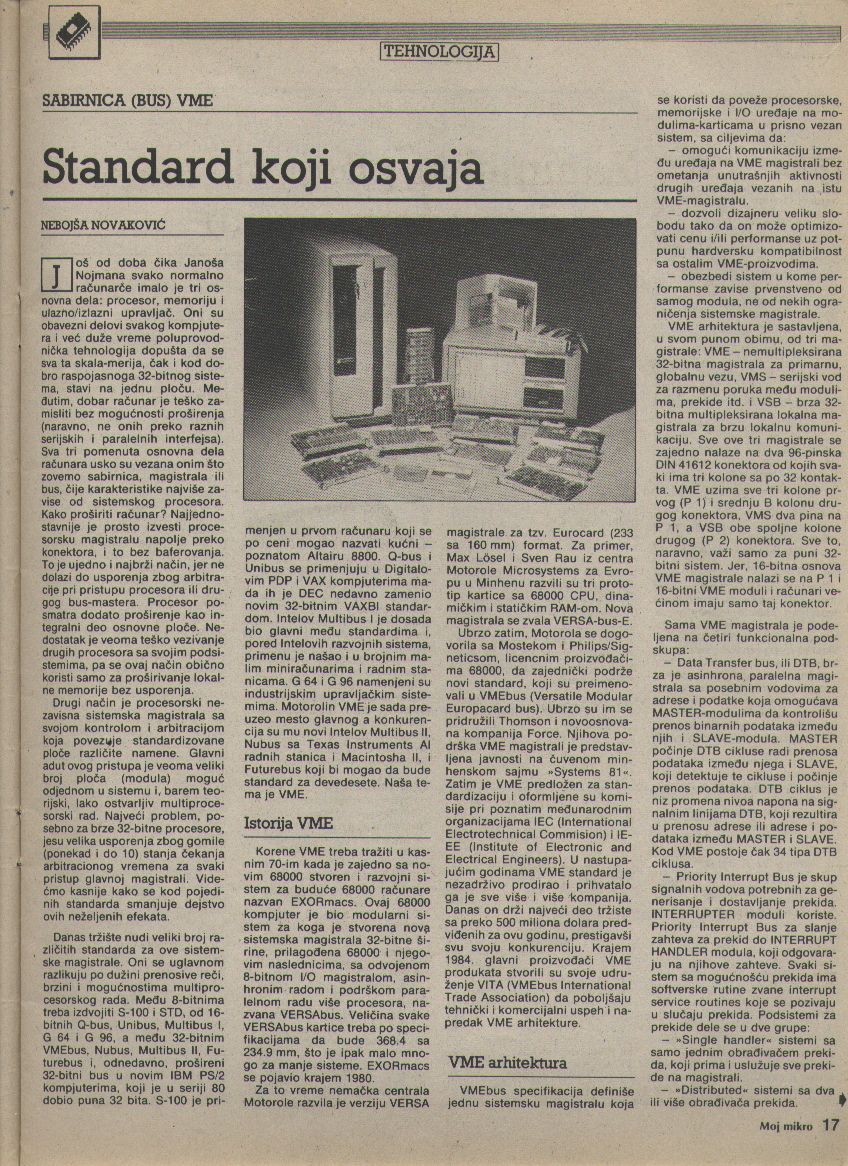 TEHNOLOGIJA
SABIRNICA (BUS) VME
Standard koji osvaja
NEBOJŠA NOVAKOVIĆ
Još od doba čika Janoša
Nojmana svako normalno
računarče imalo je tri os-
novna dela: procesor, memoriju i
ulazno/izlazni upravljač. Oni su
obavezni delovi svakog kompjute-
ra i već duže vreme poluprovod-
nička tehnologija dopušta da se
sva ta skala-merija, čak i kod do-
bro raspojasnoga 32-bitnog siste-
ma, stavi na jednu ploču. Me-
đutim, dobar računar je teško za-
misliti bez mogućnosti proširenja
(naravno, ne onih preko raznih
serijskih i paralelnih interfejsa).
Sva tri pomenuta osnovna dela
računara usko su vezana onim što
zovemo sabirnica, magistrala ili
bus, čije karakteristike najviše za-
vise od sistemskog procesora.
Kako proširiti računar? Najjedno-
stavnije je prosto izvesti proce-
sorsku magistralu napolje preko
konektora, i to bez baferovanja.
To je ujedno i najbrži način, jer ne
dolazi do usporenja zbog arbitra-
cije pri pristupu procesora ili dru-
gog bus-mastera. Procesor po-
smatra dodato proširenje kao in-
tegralni deo osnovne ploče. Ne-
dostatak je veoma teško vezivanje
drugih procesora sa svojim podsi-
stemima, pa se ovaj način obično
koristi samo za proširivanje lokal-
ne memorije bez usporenja.
Drugi način je procesorski ne-
zavisna sistemska magistrala sa
svojom kontrolom i arbitracijom
koja povezuje standardizovane
ploče različite namene. Glavni
adut ovog pristupa je veoma veliki
broj ploča (modula) moguć
odjednom u sistemu i, barem teo-
rijski, lako ostvarljiv multiproce-
sorski rad. Najveći problem, po-
sebno za brze 32-bitne procesore,
jesu velika usporenja zbog gomile
(ponekad i do 10) stanja čekanja
arbitracionog vremena za svaki
pristup glavnoj magistrali. Vide-
ćmo kasnije kako se kod pojedi-
nih standarda smanjuje dejstvo
ovih neželjenih efekata.
Danas tržište nudi veliki broj ra-
zličitih standarda za ove sistem-
ske magistrale. Oni se uglavnom
razlikuju po dužini prenosive reči,
brzini i mogućnostima multipro-
cesorskog rada. Među 8-bitnima
treba izdvojiti S-100 i STD, od 16-
bitnih Q-bus, Unibus, Multibus I,
G 64 i G 96, a među 32-bitnim
VMEbus, Nubus, Multibus II, Fu-
turebus i, odnedavno, prošireni
32-bitni bus u novim IBM PS/2
kompjuterima, koji je u seriji 80
dobio puna 32 bita. S-100 je pri-
menjen u prvom računaru koji se
po ceni mogao nazvati kućni –
poznatom Altairu 8800. Q-bus i
Unibus se primenjuju u Digitalo-
vim PDP i VAX kompjuterima ma-
da ih je DEC nedavno zamenio
novim 32-bitnim VAXBI standar-
dom. Intelov Multibus I je dosada
bio glavni među standardima i,
pored Intelovih razvojnih sistema,
primenu je našao i u brojnim ma-
lim miniračunarima i radnim sta-
nicama. G 64 i G 96 namenjeni su
industrijskim upravljačkim siste-
mima. Motorolin VME je sada pre-
uzeo mesto glavnog a konkuren-
cija su mu novi Intelov Multibus II,
Nubus sa Texas Instruments AI
radnih stanica i Macintosha II, i
Futurebus koji bi mogao da bude
standard za devedesete. Naša te-
ma je VME.
Istorija VME
Korene VME treba tražiti u kas-
nim 70-im kada je zajedno sa no-
vim 68000 stvoren i razvojni si-
stem za buduće 68000 računare
nazvan EXORmacs. Ovaj 68000
kompjuter je bio modularni si-
stem za koga je stvorena nova
sistemska magistrala 32-bitne ši-
rine, prilagođena 68000 i njego-
vim naslednicima, sa odvojenom
8-bitnom I/O magistralom, asin-
hronim radom i podrškom para-
lelnom radu više procesora, na-
zvana VERSAbus. Veličina svake
VERSAbus kartice treba po speci-
fikacijama da bude 368.4 sa
234.9 mm, što je ipak malo mno-
go za manje sisteme. EXORmacs
se pojavio krajem 1980.
Za to vreme nemačka centrala
Motorole razvila je verziju VERSA
magistrale za tzv. Eurocard (233
sa 160 mm) format. Za primer,
Max Lösel i Sven Rau iz centra
Motorole Microsystems za Evro-
pu u Minhenu razvili su tri proto-
tip kartice sa 68000 CPU, dina-
mičkim i statičkim RAM-om. Nova
magistrala se zvala VERSA-bus-E.
Ubrzo zatim, Motorola se dogo-
vorila sa Mostekom i Philips/Sig-
neticsom, licencnim proizvođači-
ma 68000, da zajednički podrže
novi standard, koji su preimeno-
vali u VMEbus (Versatile Modular
Europacard bus). Ubrzo su im se
pridružili Thomson i novoosnova-
na kompanija Force. Njihova po-
drška VME magistrali je predstav-
ljena javnosti na čuvenom min-
henskom sajmu »Systems 81«.
Zatim je VME predložen za stan-
dardizaciju i oformljene su komi-
sije pri poznatim međunarodnim
organizacijama IEC (International
Electrotechnical Commision) i IE-
EE (Institute of Electronic and
Electrical Engineers). U nastupa-
jućim godinama VME standard je
nezadrživo prodirao i prihvatalo
ga je sve više i više kompanija.
Danas on drži najveći deo tržiste
sa preko 500 miliona dolara pred-
viđenih za ovu godinu, prestigavši
svu svoju konkurenciju. Krajem
1984. glavni proizvođači VME
produkata stvorili su svoje udru-
ženje VITA (VMEbus International
Trade Association) da poboljšaju
tehnički i komercijalni uspeh i na-
predak VME arhitekture.
VME arhitektura
VMEbus specifikacija definiše
jednu sistemsku magistralu koja
se koristi da poveže procesorske,
memorijske i I/O uređaje na mo-
dulima-karticama u prisno vezan
sistem, sa ciljevima da:
– omogući komunikaciju izme-
đu uređaja na VME magistrali bez
ometanja unutrašnjih aktivnosti
drugih uređaja vezanih na istu
VME-magistralu.
– dozvoli dizajneru veliku slo-
bodu tako da on može optimizo-
vati cenu i/ili performanse uz pot-
punu hardversku kompatibilnost
sa ostalim VME-proizvodima.
– obezbedi sistem u kome per-
formanse zavise prvenstveno od
samog modula, ne od nekih ogra-
ničenja sistemske magistrale.
VME arhitektura je sastavljena,
u svom punom obimu, od tri ma-
gistrale: VME – nemultipleksirana
32-bitna magistrala za primarnu,
globalnu vezu, VMS – serijski vod
za razmenu poruka među moduli-
ma, prekide itd. i VSB – brza 32-
bitna multipleksirana lokalna ma-
gistrala za brzu lokalnu komuni-
kaciju. Sve ove tri magistrale se
zajedno nalaze na dva 96-pinska
DIN 41612 konektora od kojih sva-
ki ima tri kolone sa po 32 kontak-
ta. VME uzima sve tri kolone pr-
vog (P 1) i srednju B kolonu dru-
gog konektora, VMS dva pina na
P 1, a VSB obe spoljne kolone
drugog (P 2) konektora. Sve to,
naravno, važi samo za puni 32-
bitni sistem. Jer, 16-bitna osnova
VME magistrale nalazi se na P 1 i
16-bitni VME moduli i računari ve-
ćinom imaju samo taj konektor.
Sama VME magistrala je pode-
ljena na četiri funkcionalna pod-
skupa:
– Data Transfer bus, ili DTB, br-
za je asinhrona paralelna magi-
strala sa posebnim vodovima za
adrese i podatke koja omogućava
MASTER-modulima da kontrolišu
prenos binarnih podataka između
njih i SLAVE-modula. MASTER
počinje DTB cikluse radi prenosa
podataka između njega i SLAVE,
koji detektuje te cikluse i počinje
prenos podataka. DTB ciklus je
niz promena nivoa napona na sig-
nalnim linijama DTB, koji rezultira
u prenosu adrese ili adrese i po-
dataka između MASTER i SLAVE.
Kod VME postoje čak 34 tipa DTB
ciklusa.
– Priority Interrupt Bus je skup
signalnih vodova potrebnih za ge-
nerisanje i dostavljanje prekida.
INTERRUPTER moduli koriste.
Priority Interrupt Bus za slanje
zahteva za prekid do INTERRUPT
HANDLER modula, koji odgovara-
ju na njihove zahteve. Svaki si-
stem sa mogućnošću prekida ima
softverske rutine zvane interrupt
service routines koje se pozivaju
u slučaju prekida. Podsistemi za
prekide dele se u dve grupe:
– »Single handler« sistemi sa
samo jednim obrađivačem preki-
da, koji prima i uslužuje sve preki-
de na magistrali.
– »Distributed« sistemi sa dva
ili više obrađivača prekida.
Moj mikro 17